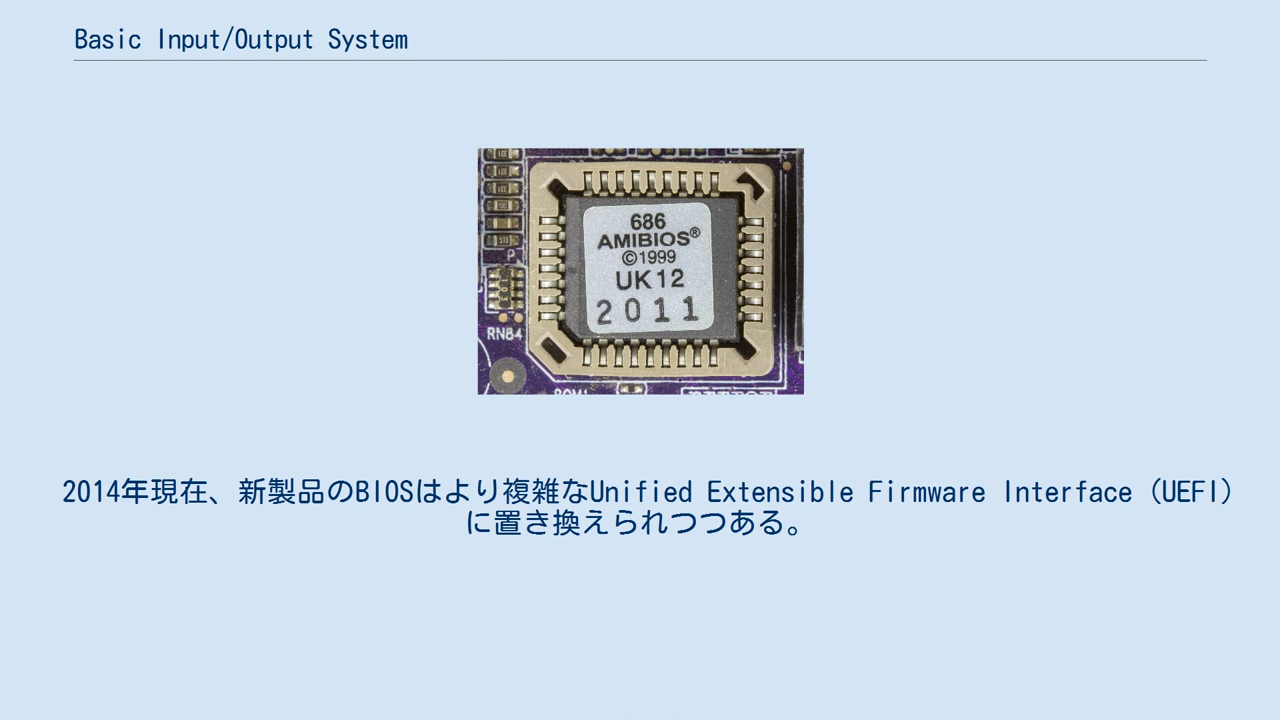 Basic Input/Output System
P
RN84
686
AMIBIOS®
©1999
UK12
2011
2014年現在、新製品のBIOSはより複雑なUnified Extensible Firmware Interface（UEFI）
に置き換えられつつある。